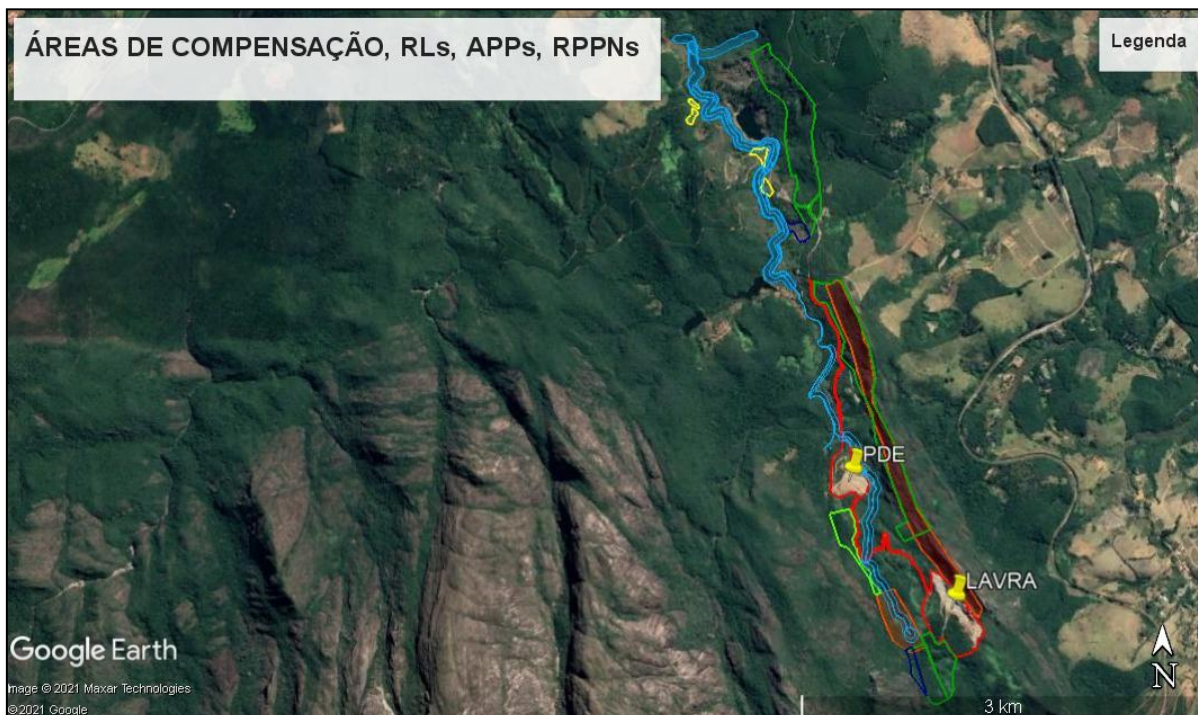 ÁREAS DE COMPENSAÇÃO, RLs, APPs, RPPNs
Legenda
PDE
LAVRA
Google Earth
Image © 2021 Maxar Technologies
©2021 Google
N
3 km